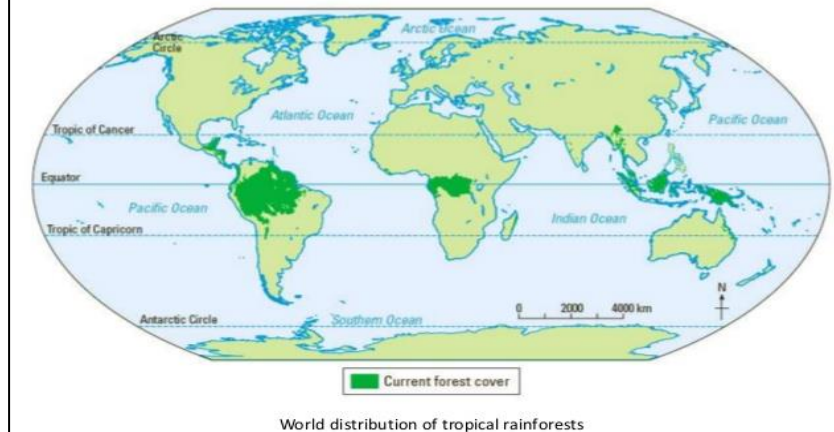 Arctic Ocean
Arctic
Circle
Atlantic Ocean
Pacific Ocean
Tropic of Cancer
Equator
Pacific Ocean
Indian Ocean
Tropic of Capricorn
N
0 2000 4000 km
Antarctic Circle
Southern Ocean
Current forest cover
World distribution of tropical rainforests